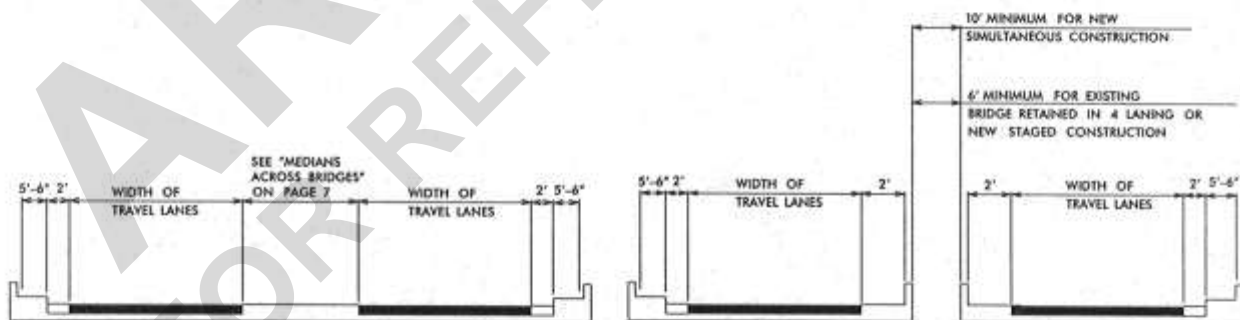 10' MINIMUM FOR NEW
SIMULTANEOUS CONSTRUCTION
6' MINIMUM FOR EXISTING
BRIDGE RETAINED IN 4 LANING OR
NEW STAGED CONSTRUCTION
SEE "MEDIANS
ACROSS BRIDGES"
ON PAGE 7
5'-6" 2' WIDTH OF
TRAVEL LANES
WIDTH OF
TRAVEL LANES
2' 5'-6"
5'-6" 2' WIDTH OF
TRAVEL LANES
2'
2' WIDTH OF
TRAVEL LANES
2' 5'-6"